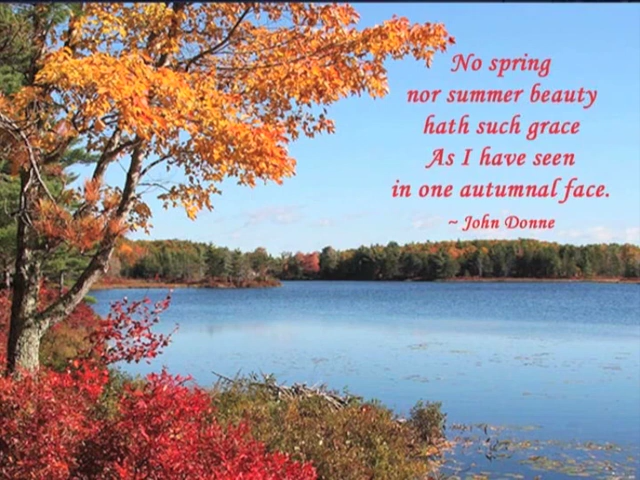 No spring
nor summer beauty
hath such grace
As I have seen
in one autumnal face.
~ John Donne